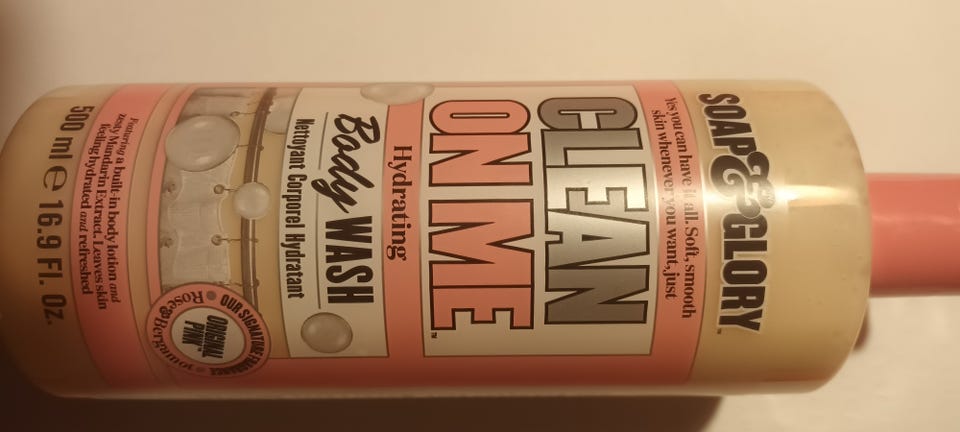 SOAP & GLORY
Yes you can have it all. Soft, smooth
skin whenever you want, just
CLEAN
ON ME™
Hydrating
Body WASH
Nettoyant Corporel Hydratant
OUR SIGNATURE FRAGRANCE
ORIGINAL
PINK™
Rose & Bergamot
Featuring a built-in body lotion and
zesty Mandarin Extract. Leaves skin
feeling hydrated and refreshed
500 ml ℮ 16.9 Fl. Oz.